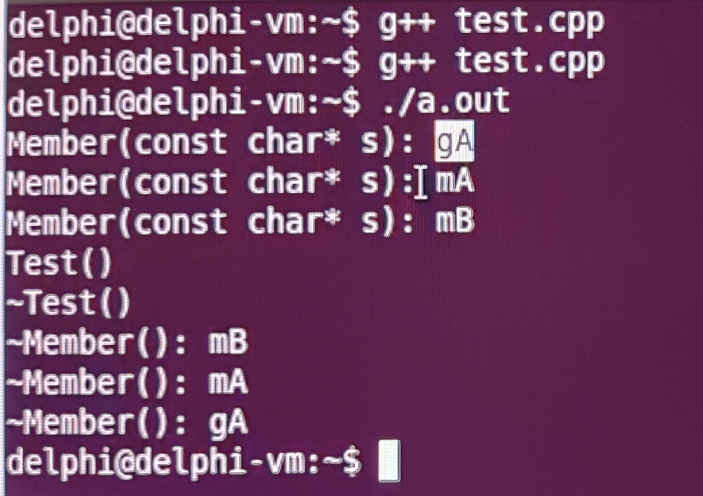 delphi@delphi-vm:~$ g++ test.cpp
delphi@delphi-vm:~$ g++ test.cpp
delphi@delphi-vm:~$ ./a.out
Member(const char* s): gA
Member(const char* s): mA
Member(const char* s): mB
Test()
~Test()
~Member(): mB
~Member(): mA
~Member(): gA
delphi@delphi-vm:~$